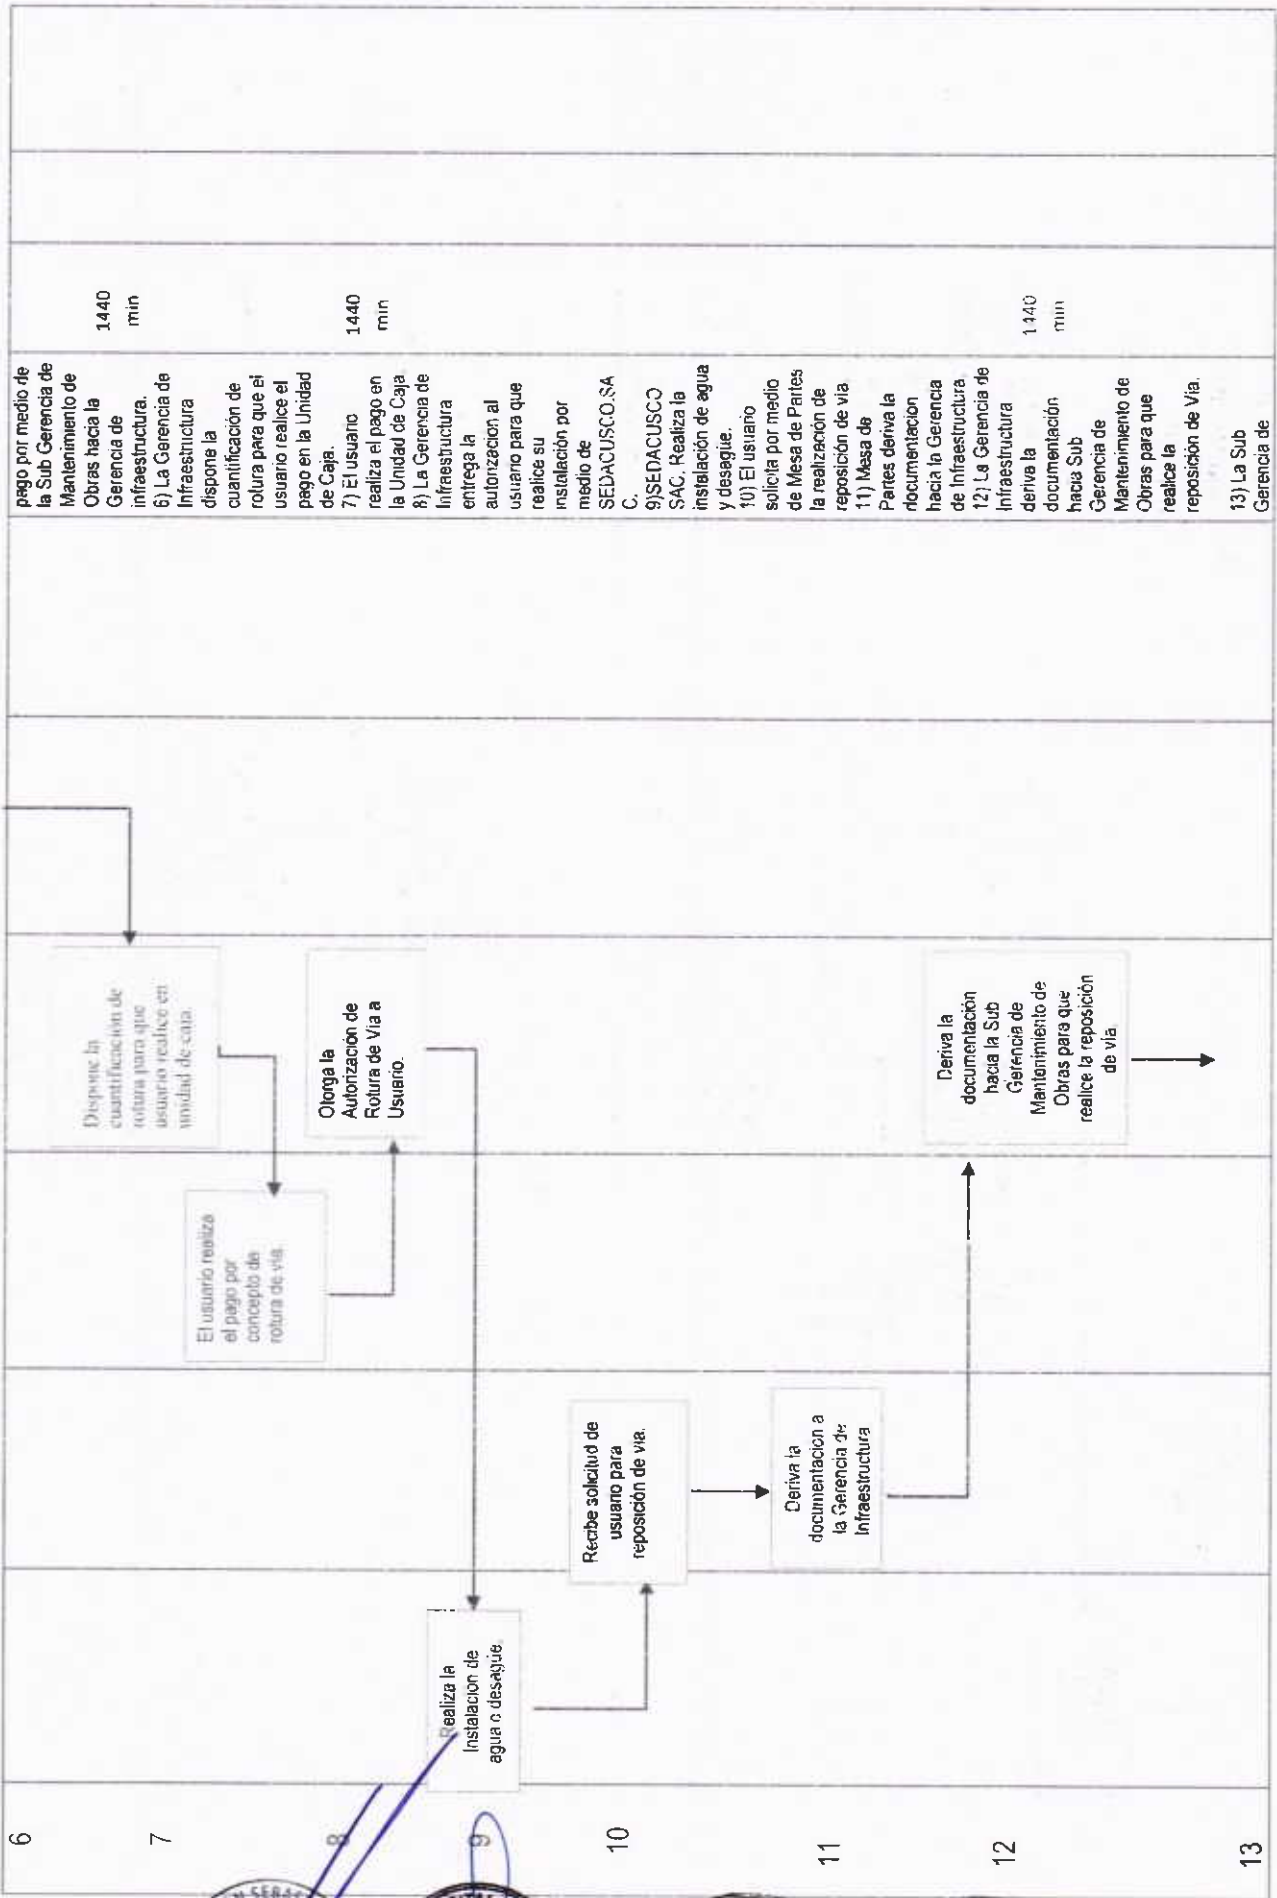 6
7
8
9
10
11
12
13
Dispone la
cuantificación de
rotura para que
usuario realice en
unidad de caja.
El usuario realiza
el pago por
concepto de
rotura de via.
Otorga la
Autorización de
Rotura de Via a
Usuario.
Realiza la
Instalacion de
agua o desague.
Recibe solicitud de
usuario para
reposición de via.
Deriva la
documentacion a
la Gerencia de
Infraestructura
Deriva la
documentación
hacia la Sub
Gerencia de
Mantenimiento de
Obras para que
realice la reposición
de via.
pago por medio de
la Sub Gerencia de
Mantenimiento de
Obras hacia la
Gerencia de
infraestructura.
6) La Gerencia de
Infraestructura
dispone la
cuantificación de
rotura para que el
usuario realice el
pago en la Unidad
de Caja.
7) El usuario
realiza el pago en
la Unidad de Caja.
8) La Gerencia de
Infraestructura
entrega la
autorizacion al
usuario para que
realice su
instalación por
medio de
SEDACUSCO.SA
C.
9)SEDACUSCO
SAC. Realiza la
instalación de agua
y desagüe.
10) El usuario
solicita por medio
de Mesa de Partes
la realización de
reposición de via
11) Mesa de
Partes deriva la
documentacion
hacia la Gerencia
de Infraestructura.
12) La Gerencia de
Infraestructura
deriva la
documentación
hacia Sub
Gerencia de
Mantenimiento de
Obras para que
realice la
reposición de Via.
13) La Sub
Gerencia de
1440
min
1440
min
1440
min